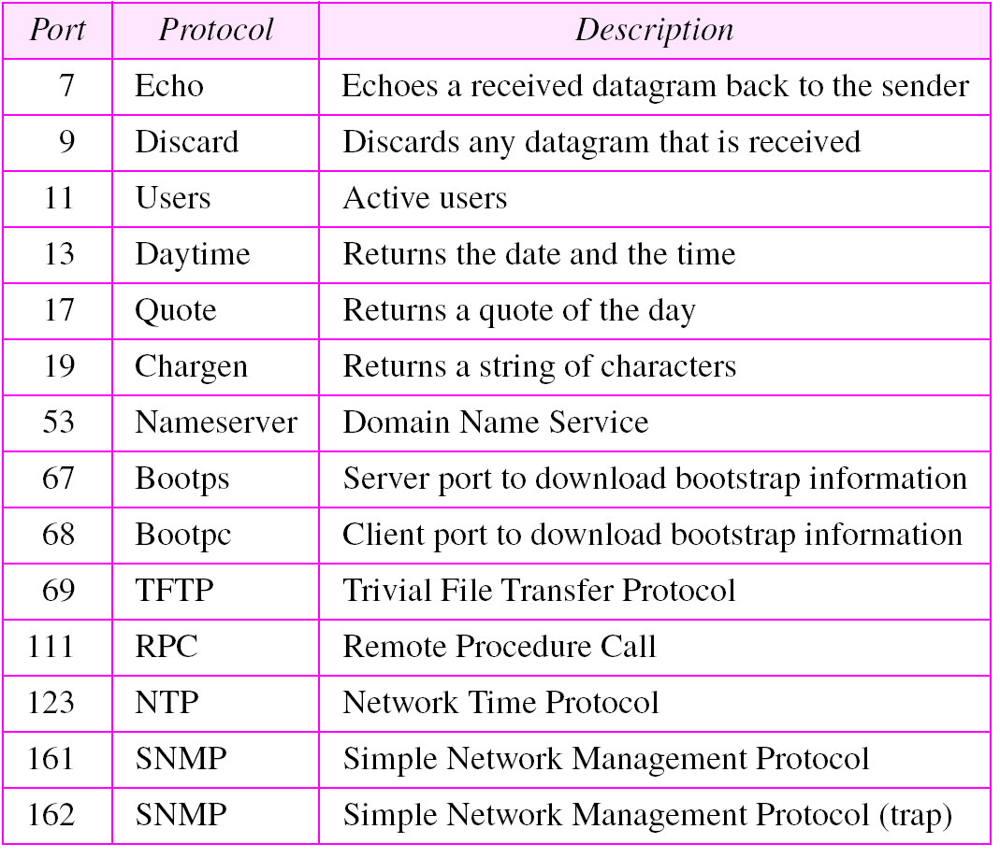 Port Protocol Description
7 Echo Echoes a received datagram back to the sender
9 Discard Discards any datagram that is received
11 Users Active users
13 Daytime Returns the date and the time
17 Quote Returns a quote of the day
19 Chargen Returns a string of characters
53 Nameserver Domain Name Service
67 Bootps Server port to download bootstrap information
68 Bootpc Client port to download bootstrap information
69 TFTP Trivial File Transfer Protocol
111 RPC Remote Procedure Call
123 NTP Network Time Protocol
161 SNMP Simple Network Management Protocol
162 SNMP Simple Network Management Protocol (trap)